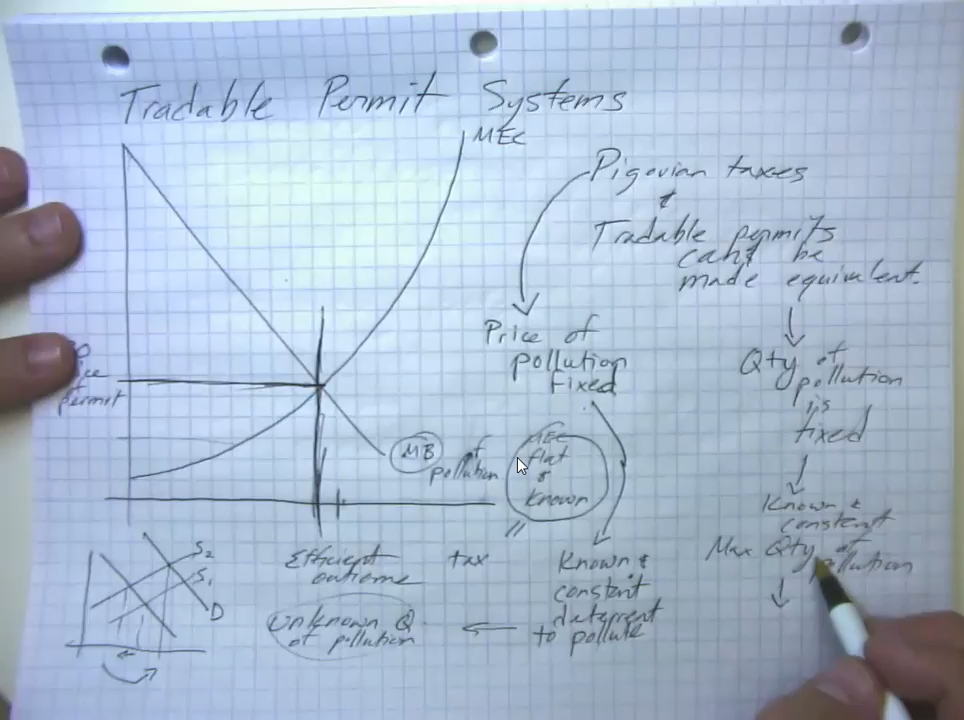 Tradable Permit Systems
MEC
Pigovian taxes
+
Tradable permits
can't be
made equivalent.
Price of
pollution
fixed
Qty of
pollution
is
fixed
permit
MB of
pollution
MEC
flat
&
known
Known +
constant
Max Qty of
pollution
Efficient
outcome
tax
Known +
constant
deterrent
to pollute
Unknown Q
of pollution
S2
S1
D